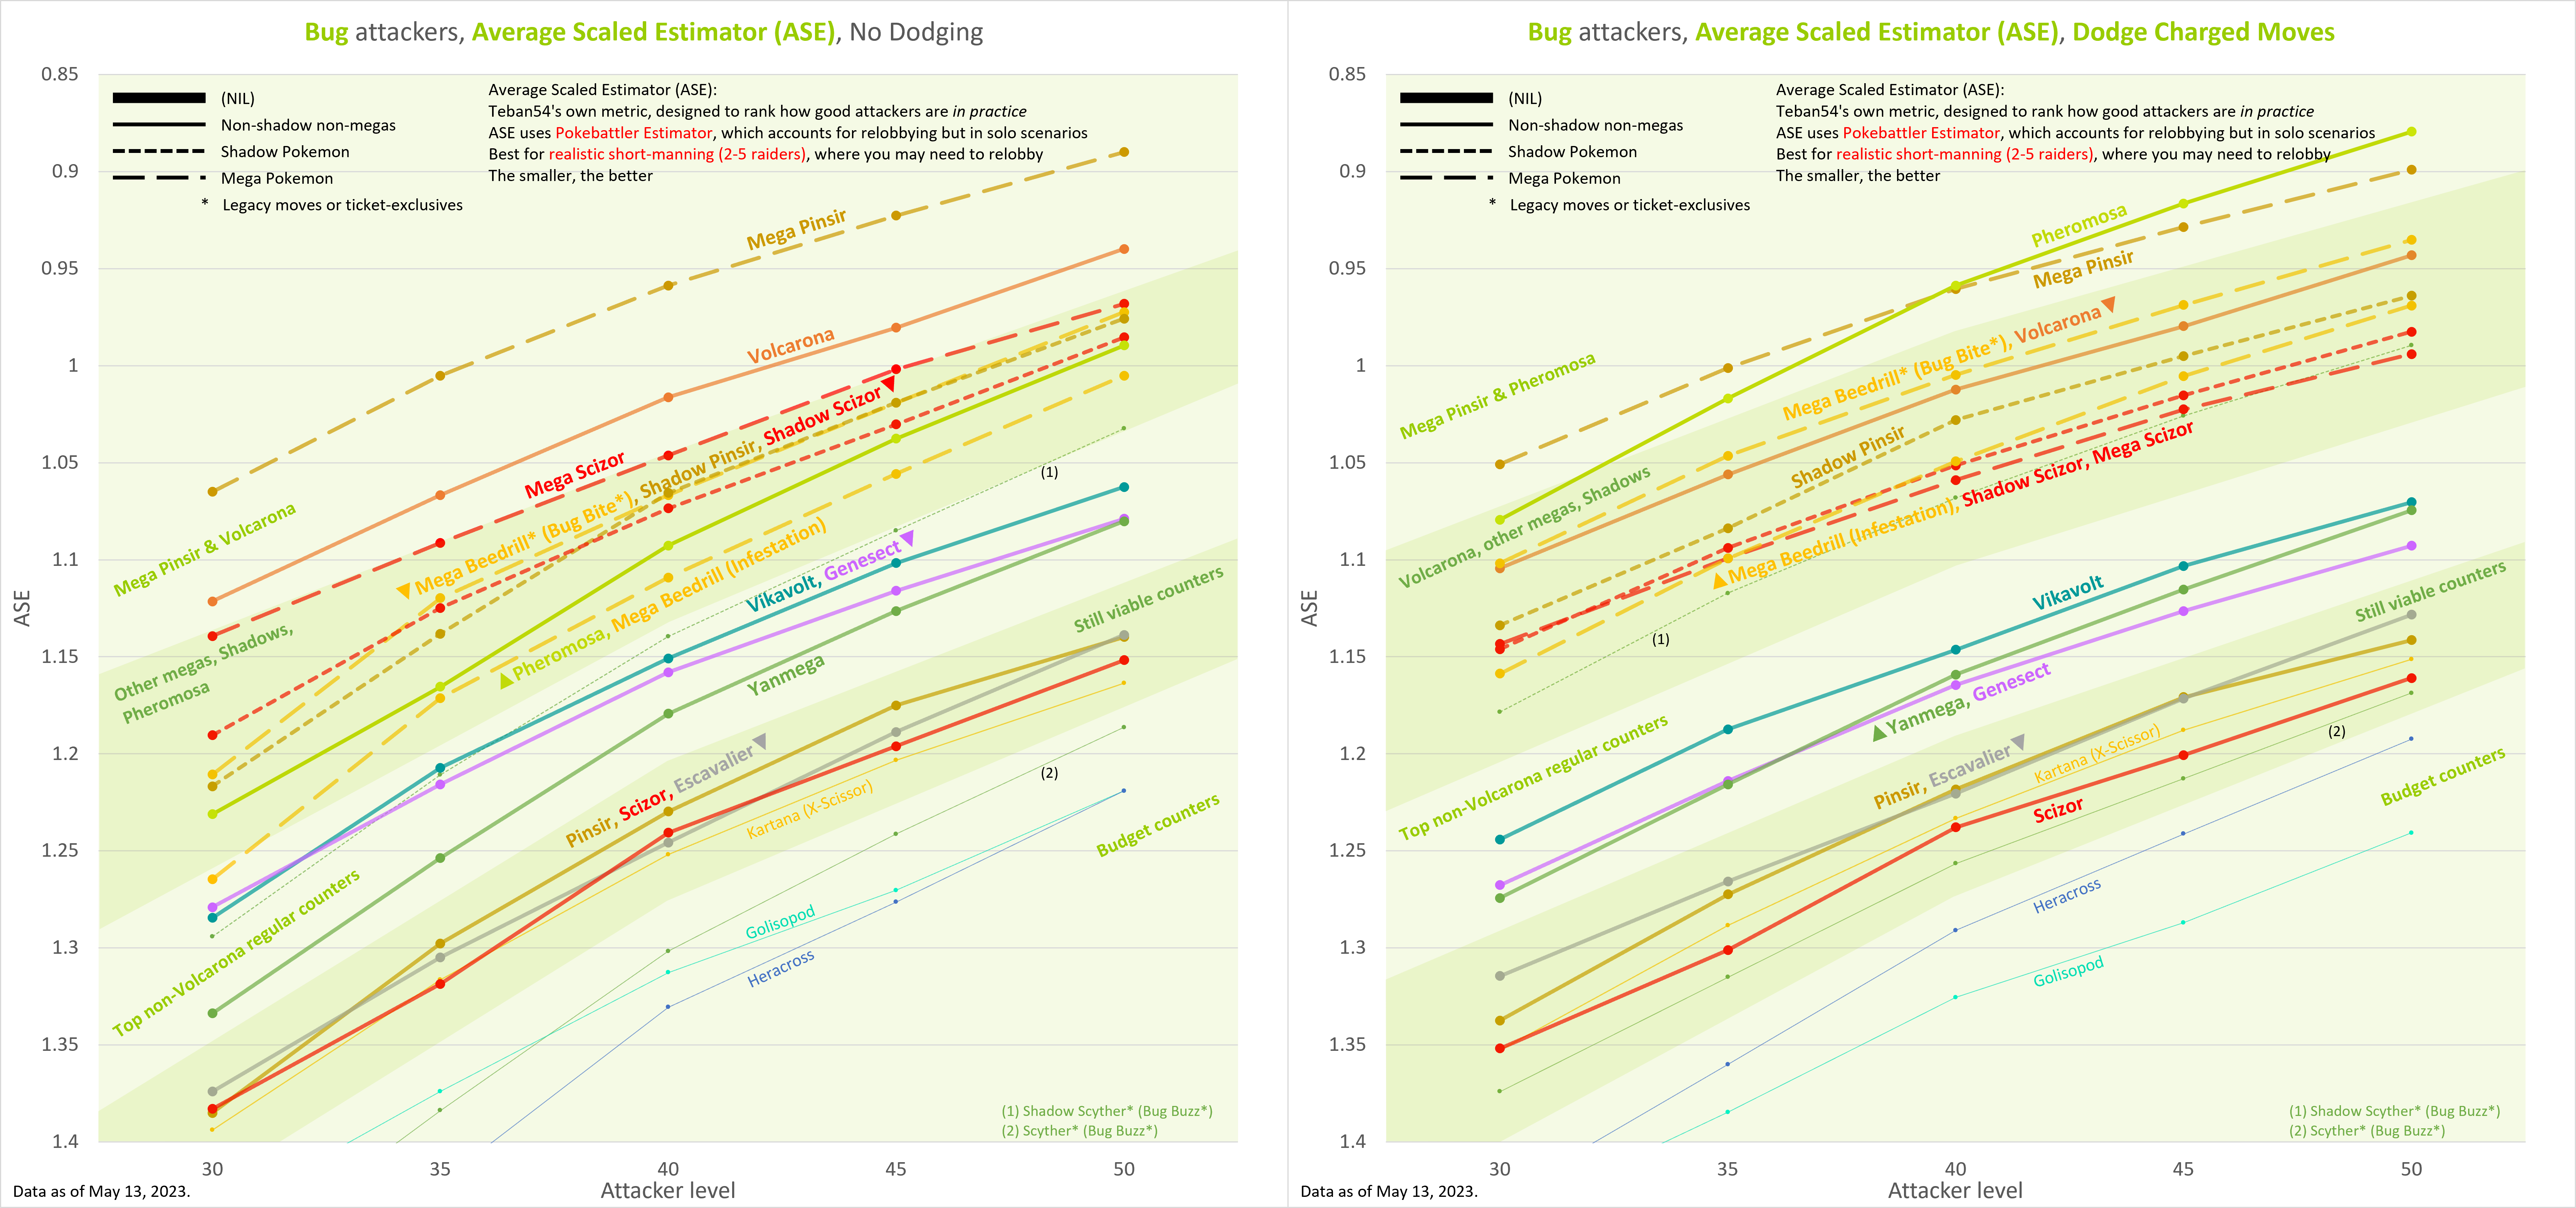 Bug attackers, Average Scaled Estimator (ASE), No Dodging
0.85
0.9
0.95
1
1.05
1.1
1.15
1.2
1.25
1.3
1.35
1.4
ASE
(NIL)
Non-shadow non-megas
Shadow Pokemon
Mega Pokemon
* Legacy moves or ticket-exclusives
Average Scaled Estimator (ASE):
Teban54's own metric, designed to rank how good attackers are in practice
ASE uses Pokebattler Estimator, which accounts for relobbying but in solo scenarios
Best for realistic short-manning (2-5 raiders), where you may need to relobby
The smaller, the better
Mega Pinsir
Volcarona
Mega Scizor
Mega Beedrill* (Bug Bite*), Shadow Pinsir, Shadow Scizor
(1)
Mega Pinsir & Volcarona
Pheromosa, Mega Beedrill (Infestation)
Vikavolt, Genesect
Still viable counters
Other megas, Shadows,
Pheromosa
Yanmega
Pinsir, Scizor, Escavalier
(2)
Kartana (X-Scissor)
Budget counters
Top non-Volcarona regular counters
Golisopod
Heracross
(1) Shadow Scyther* (Bug Buzz*)
(2) Scyther* (Bug Buzz*)
30
35
40
45
50
Attacker level
Data as of May 13, 2023.
Bug attackers, Average Scaled Estimator (ASE), Dodge Charged Moves
0.85
0.9
0.95
1
1.05
1.1
1.15
1.2
1.25
1.3
1.35
1.4
ASE
(NIL)
Non-shadow non-megas
Shadow Pokemon
Mega Pokemon
* Legacy moves or ticket-exclusives
Average Scaled Estimator (ASE):
Teban54's own metric, designed to rank how good attackers are in practice
ASE uses Pokebattler Estimator, which accounts for relobbying but in solo scenarios
Best for realistic short-manning (2-5 raiders), where you may need to relobby
The smaller, the better
Pheromosa
Mega Pinsir
Mega Beedrill* (Bug Bite*), Volcarona
Mega Pinsir & Pheromosa
Shadow Pinsir
Mega Beedrill (Infestation), Shadow Scizor, Mega Scizor
Volcarona, other megas, Shadows
(1)
Vikavolt
Still viable counters
Yanmega, Genesect
Top non-Volcarona regular counters
Pinsir, Escavalier
Kartana (X-Scissor)
(2)
Scizor
Budget counters
Heracross
Golisopod
(1) Shadow Scyther* (Bug Buzz*)
(2) Scyther* (Bug Buzz*)
30
35
40
45
50
Attacker level
Data as of May 13, 2023.